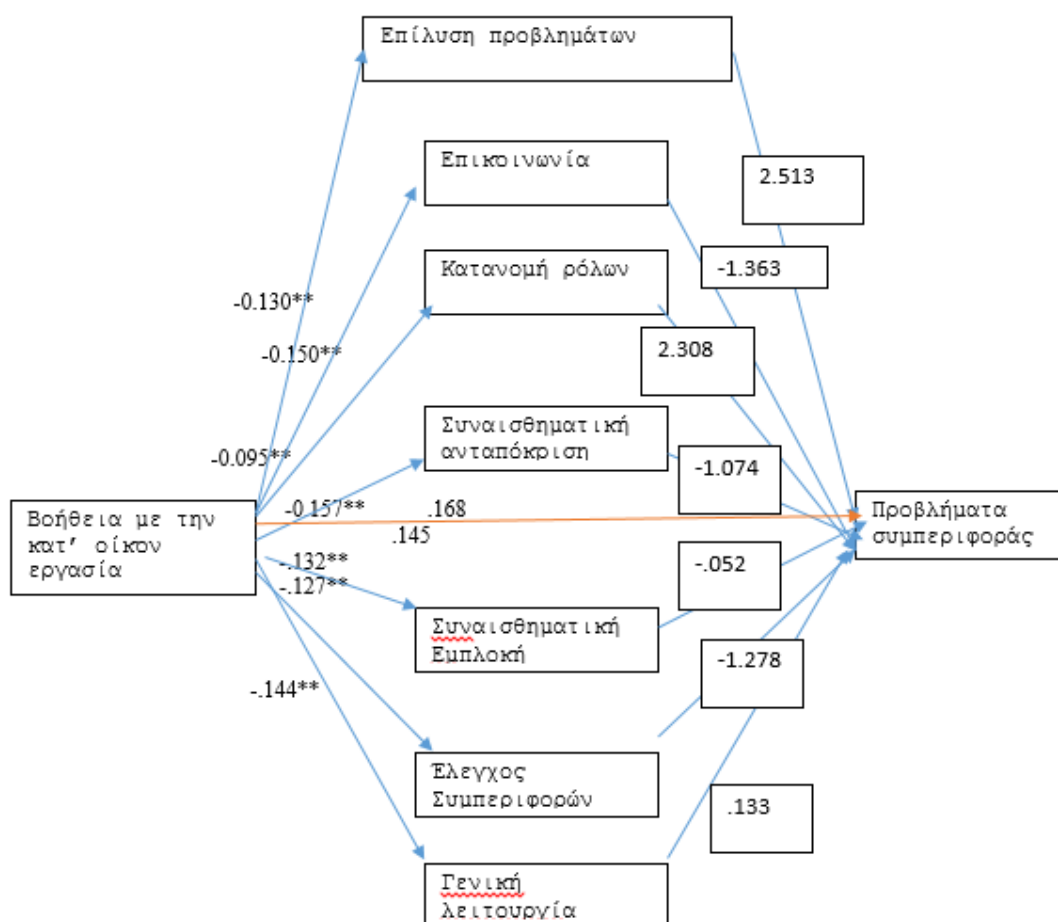 Επίλυση προβλημάτων
Επικοινωνία
2.513
-1.363
Κατανομή ρόλων
-0.130**
-0.150**
2.308
Συναισθηματική
ανταπόκριση
-0.095**
-1.074
Βοήθεια με την
κατ’ οίκον
εργασία
-0.157**
.168
.145
Προβλήματα
συμπεριφοράς
-.132**
-.127**
-.052
Συναισθηματική
Εμπλοκή
-1.278
-.144**
Έλεγχος
Συμπεριφορών
.133
Γενική
λειτουργία